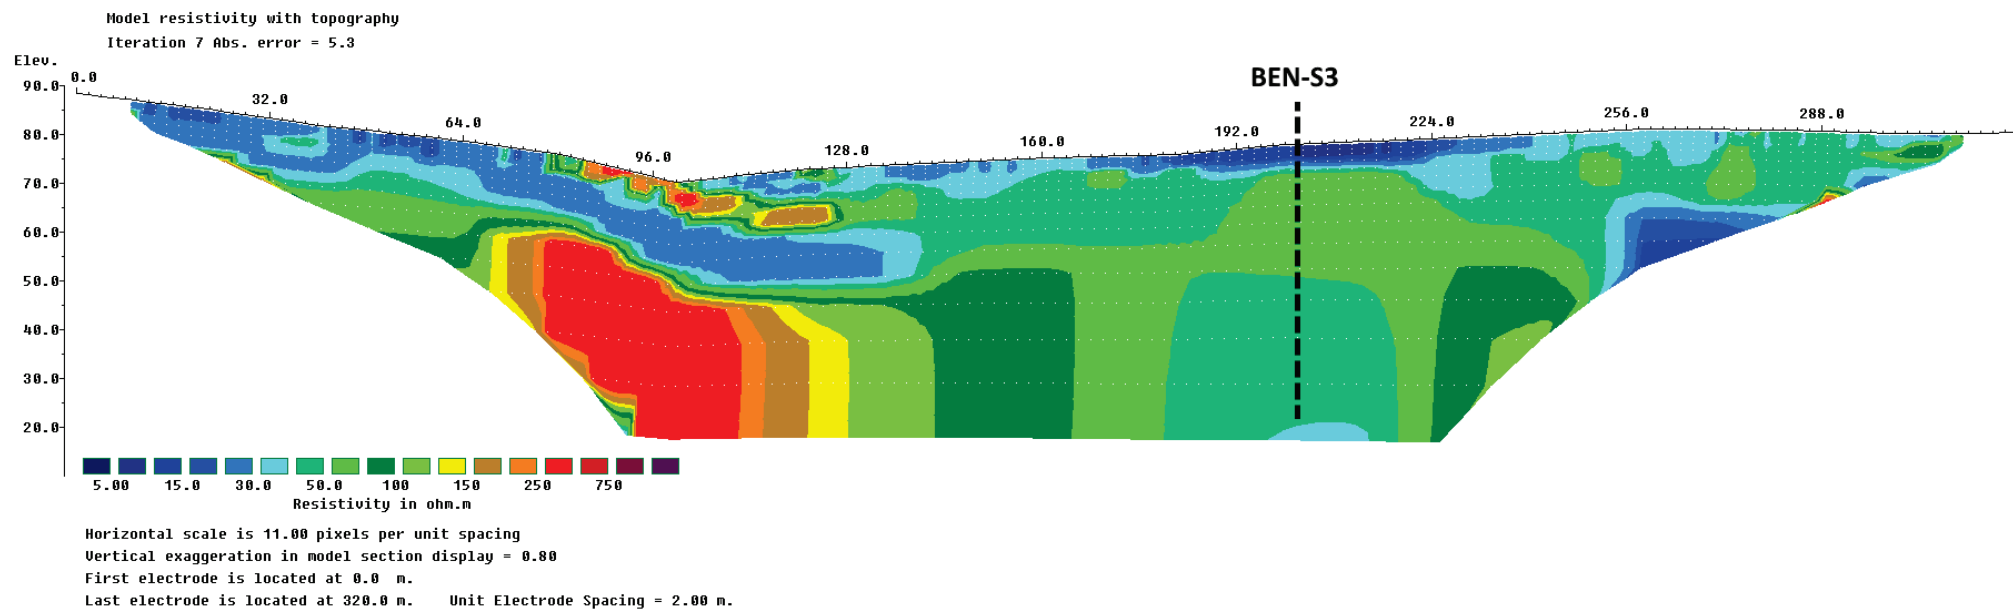 Model resistivity with topography
Iteration 7 Abs. error = 5.3
Elev.
BEN-S3
0.0 32.0 64.0 96.0 128.0 160.0 192.0 224.0 256.0 288.0
90.0
80.0
70.0
60.0
50.0
40.0
30.0
20.0
5.00 15.0 30.0 50.0 100 150 250 750
Resistivity in ohm.m
Horizontal scale is 11.00 pixels per unit spacing
Vertical exaggeration in model section display = 0.80
First electrode is located at 0.0 m.
Last electrode is located at 320.0 m. Unit Electrode Spacing = 2.00 m.